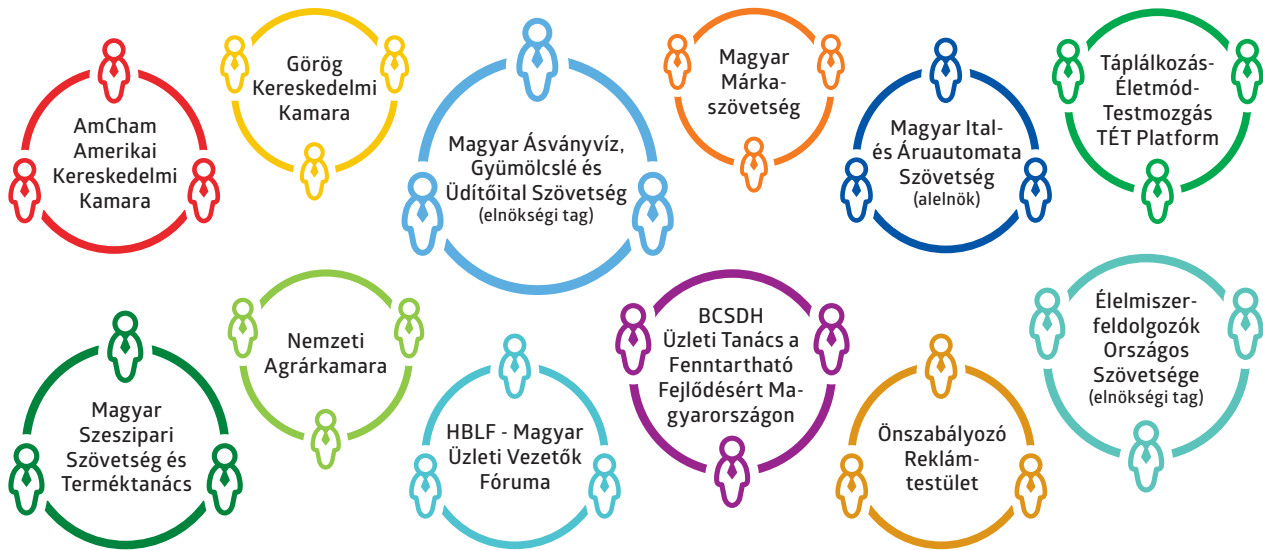 AmCham
Amerikai
Kereskedelmi
Kamara
Görög
Kereskedelmi
Kamara
Magyar Ásványvíz,
Gyümölcslé és
Üdítőital Szövetség
(elnökségi tag)
Magyar
Márka-
szövetség
Magyar Ital-
és Áruautomata
Szövetség
(alelnök)
Táplálkozás-
Életmód-
Testmozgás
TÉT Platform
Magyar
Szeszipari
Szövetség és
Terméktanács
Nemzeti
Agrárkamara
HBLF - Magyar
Üzleti Vezetők
Fóruma
BCSDH
Üzleti Tanács a
Fenntartható
Fejlődésért Ma-
gyarországon
Önszabályozó
Reklám-
testület
Élelmiszer-
feldolgozók
Országos
Szövetsége
(elnökségi tag)